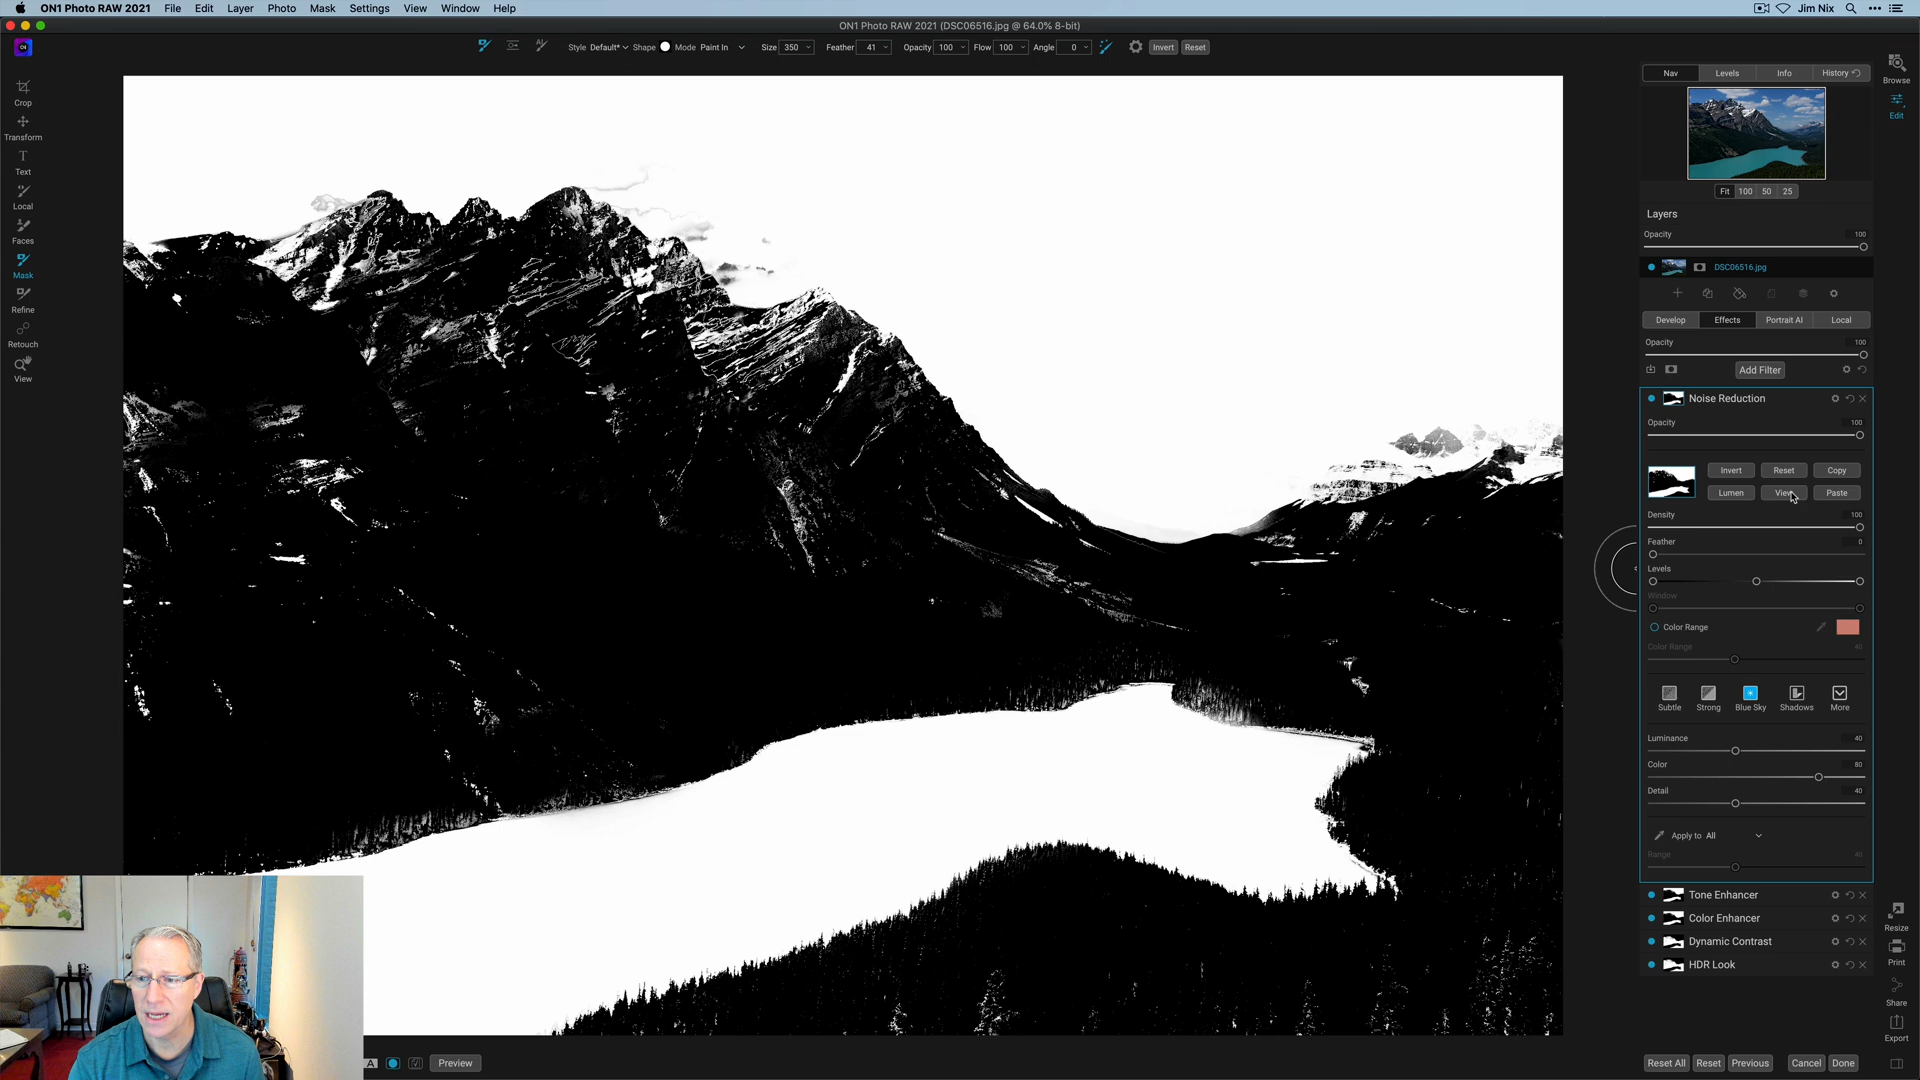 ON1 Photo RAW 2021 File Edit Layer Photo Mask Settings View Window Help Jim Nix
ON1 Photo RAW 2021 (DSC06516.jpg @ 64.0% 8-bit)
Style Default* Shape Mode Paint In Size 350 Feather 41 Opacity 100 Flow 100 Angle 0 Invert Reset
Crop
Transform
Text
Local
Faces
Mask
Refine
Retouch
View
Nav Levels Info History
Browse
Edit
Fit 100 50 25
Layers
Opacity 100
DSC06516.jpg
Develop Effects Portrait AI Local
Opacity 100
Add Filter
Noise Reduction
Opacity 100
Invert Reset Copy
Lumen View Paste
Density 100
Feather 0
Levels
Window
Color Range
Color Range 40
Subtle Strong Blue Sky Shadows More
Luminance 40
Color 80
Detail 40
Apply to All
Range 40
Tone Enhancer
Color Enhancer
Dynamic Contrast
HDR Look
Resize
Print
Share
Export
A Preview
Reset All Reset Previous Cancel Done